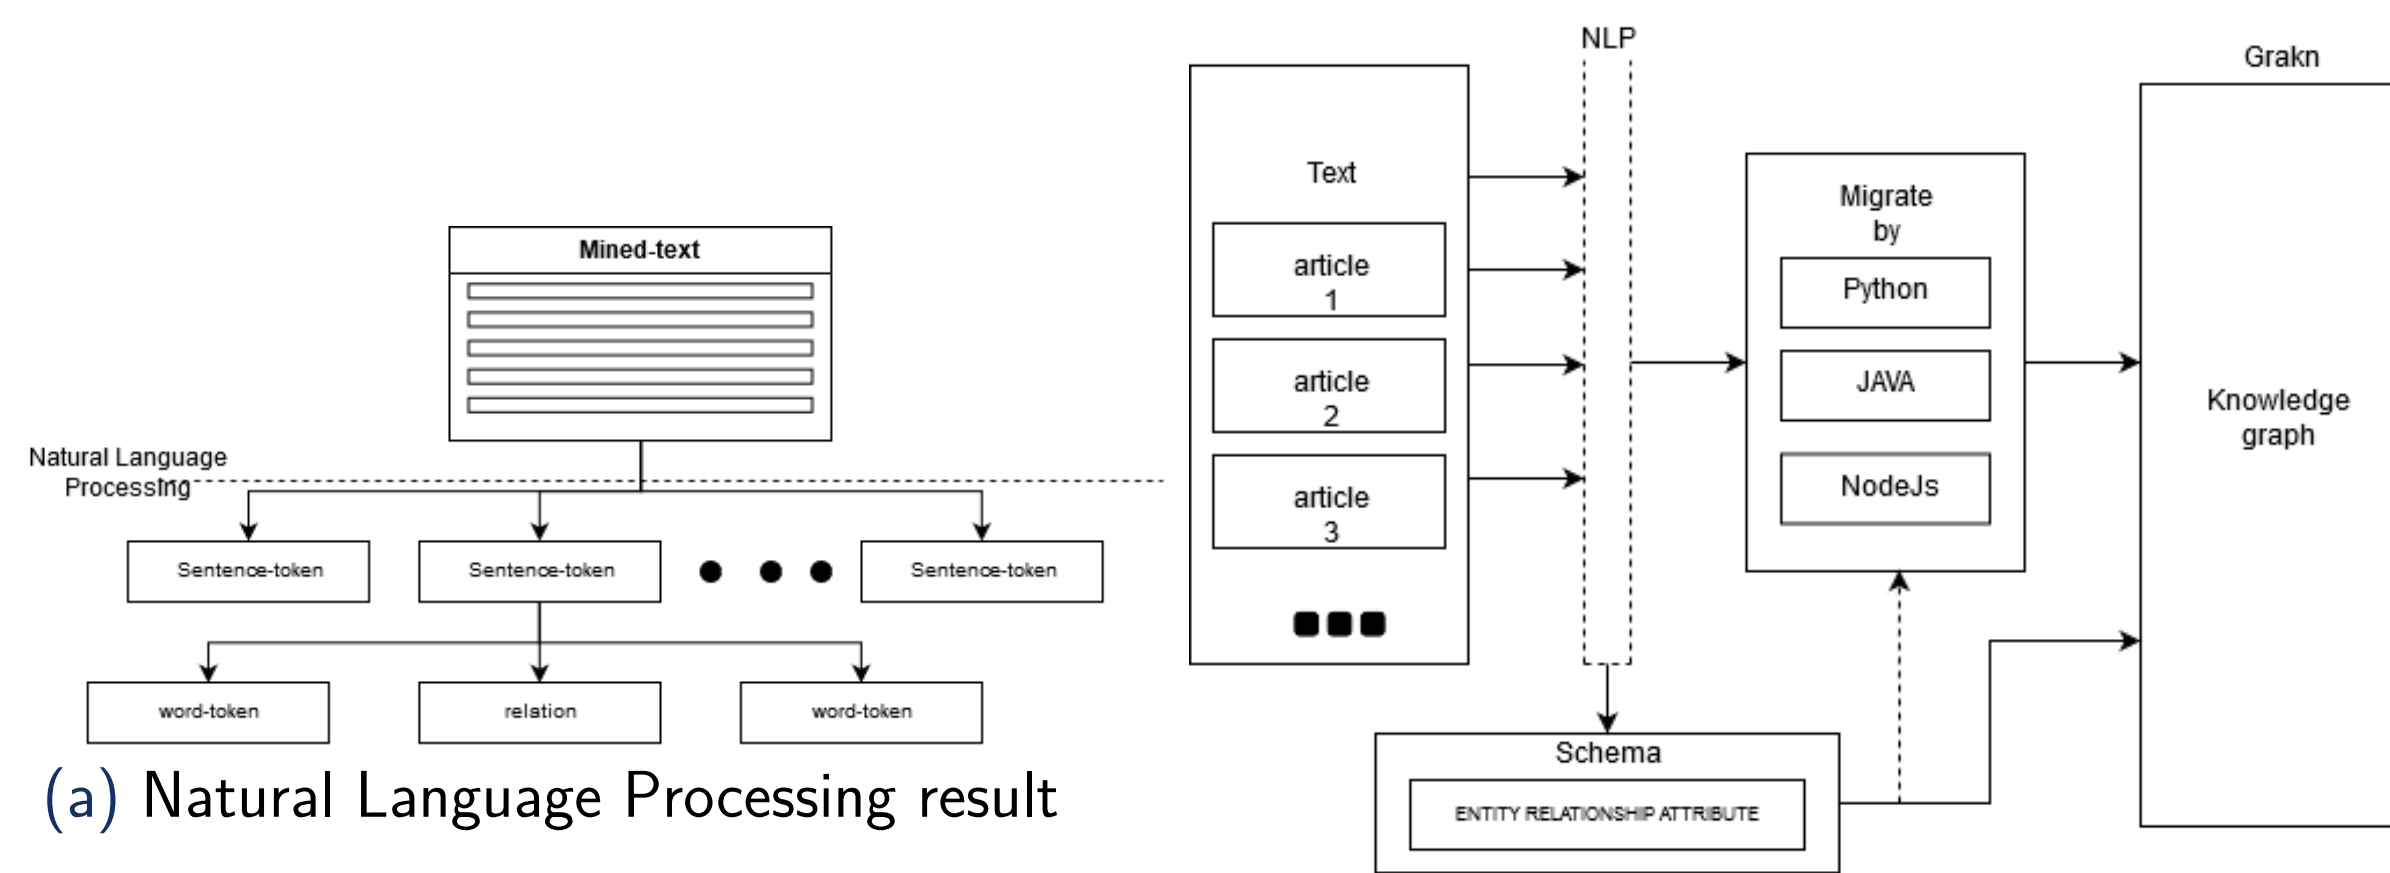 Mined-text
Natural Language
Processing
Sentence-token
Sentence-token
Sentence-token
word-token
relation
word-token
(a) Natural Language Processing result
Text
article
1
article
2
article
3
NLP
Migrate
by
Python
JAVA
NodeJs
Schema
ENTITY RELATIONSHIP ATTRIBUTE
Grakn
Knowledge
graph